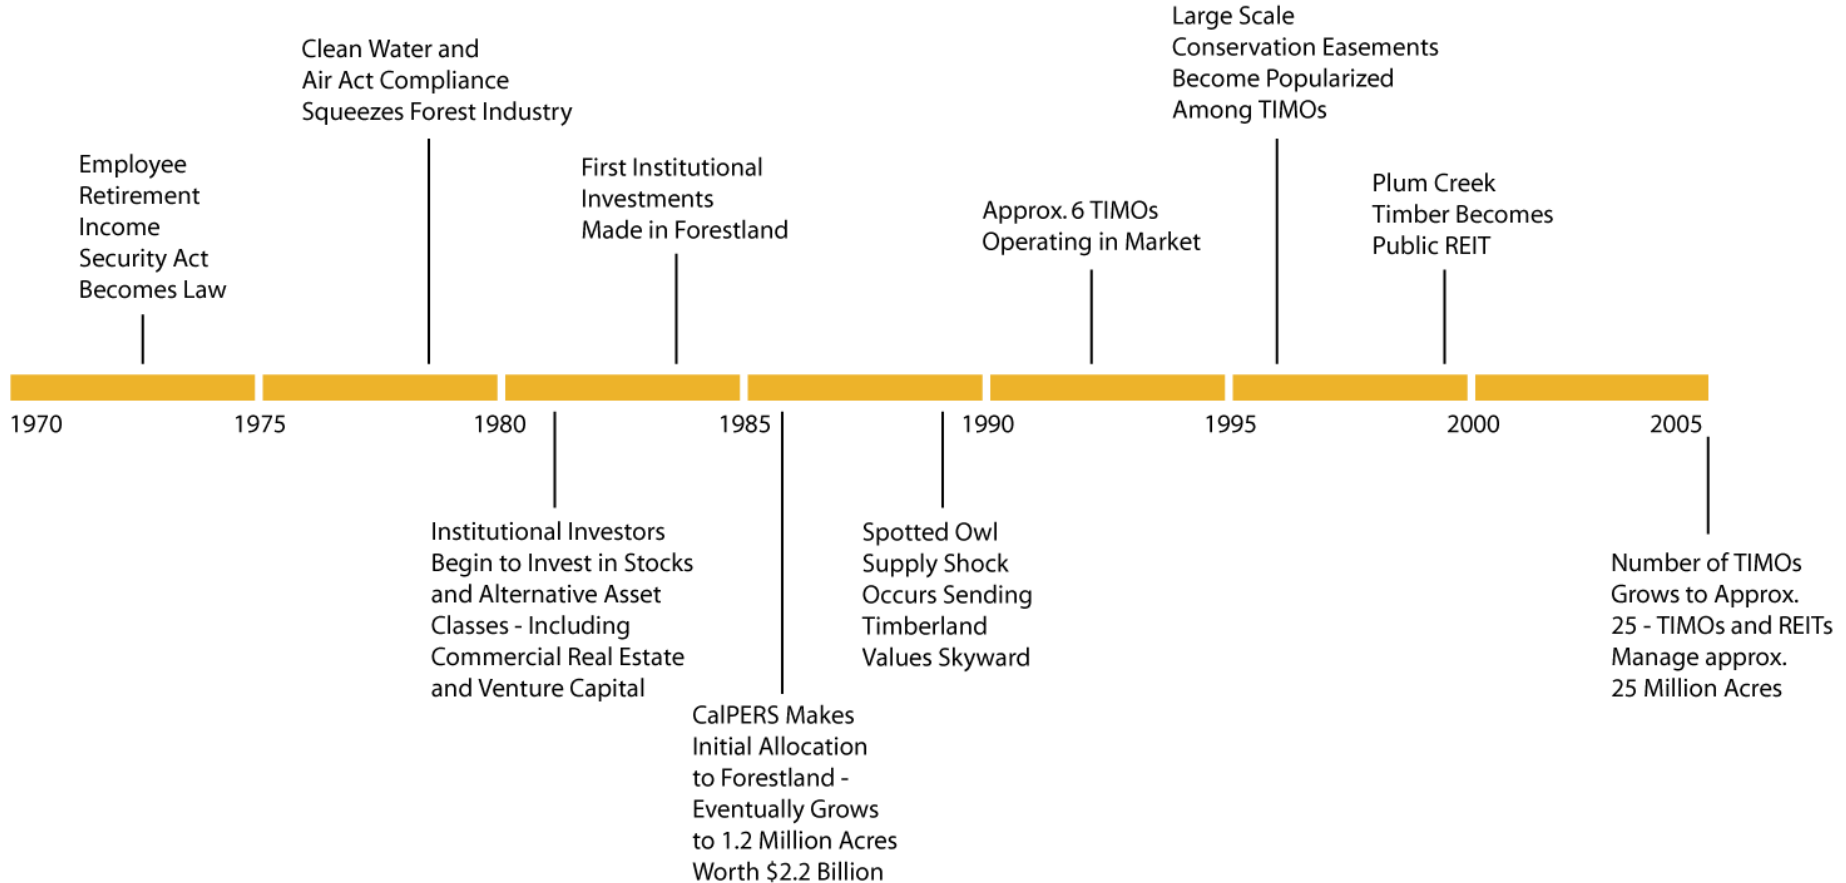 Large Scale
Conservation Easements
Become Popularized
Among TIMOs
Clean Water and
Air Act Compliance
Squeezes Forest Industry
Employee
Retirement
Income
Security Act
Becomes Law
First Institutional
Investments
Made in Forestland
Approx. 6 TIMOs
Operating in Market
Plum Creek
Timber Becomes
Public REIT
1970 1975 1980 1985 1990 1995 2000 2005
Institutional Investors
Begin to Invest in Stocks
and Alternative Asset
Classes - Including
Commercial Real Estate
and Venture Capital
CalPERS Makes
Initial Allocation
to Forestland -
Eventually Grows
to 1.2 Million Acres
Worth $2.2 Billion
Spotted Owl
Supply Shock
Occurs Sending
Timberland
Values Skyward
Number of TIMOs
Grows to Approx.
25 - TIMOs and REITs
Manage approx.
25 Million Acres